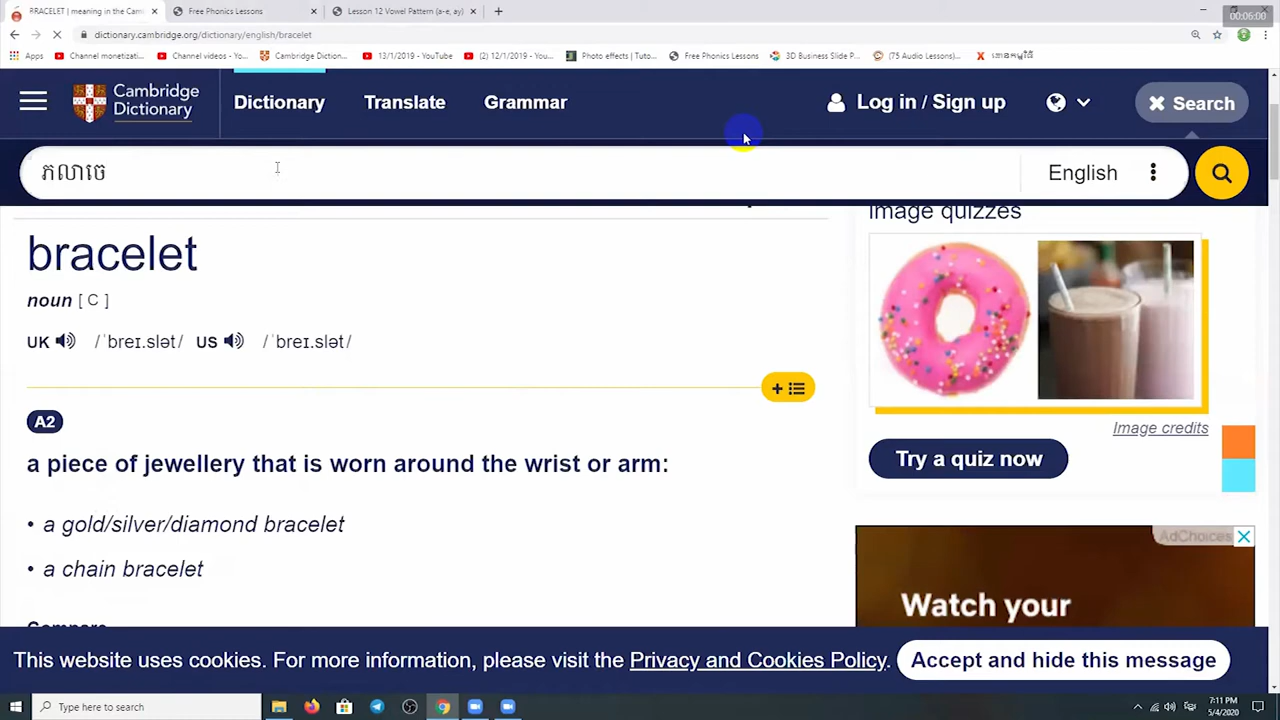 BRACELET | meaning in the Cam
Free Phonics Lessons
Lesson 12 Vowel Pattern (a-e, ay)
00:06:00
dictionary.cambridge.org/dictionary/english/bracelet
Apps
Channel monetizati...
Channel videos - Yo...
Cambridge Diction...
13/1/2019 - YouTube
(2) 12/1/2019 - You...
Photo effects | Tuto...
Free Phonics Lessons
3D Business Slide P...
(75 Audio Lessons)...
Cambridge Dictionary
Dictionary
Translate
Grammar
Log in / Sign up
Search
ភលាចេ
English
bracelet
noun [ C ]
UK /ˈbreɪ.slət/ US /ˈbreɪ.slət/
A2
a piece of jewellery that is worn around the wrist or arm:
• a gold/silver/diamond bracelet
• a chain bracelet
Compare
image quizzes
Image credits
Try a quiz now
AdChoices
Watch your
This website uses cookies. For more information, please visit the Privacy and Cookies Policy.
Accept and hide this message
Type here to search
7:11 PM
5/4/2020